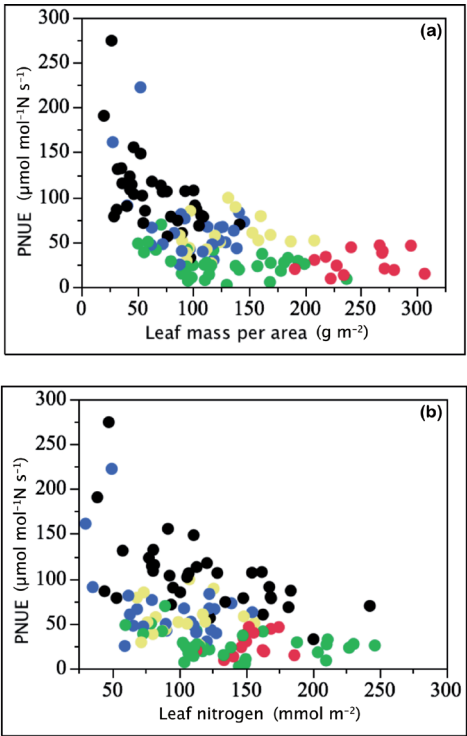 (a)
PNUE (μmol mol⁻¹N s⁻¹)
300
250
200
150
100
50
0
0 50 100 150 200 250 300
Leaf mass per area (g m⁻²)
(b)
PNUE (μmol mol⁻¹N s⁻¹)
300
250
200
150
100
50
0
50 100 150 200 250 300
Leaf nitrogen (mmol m⁻²)